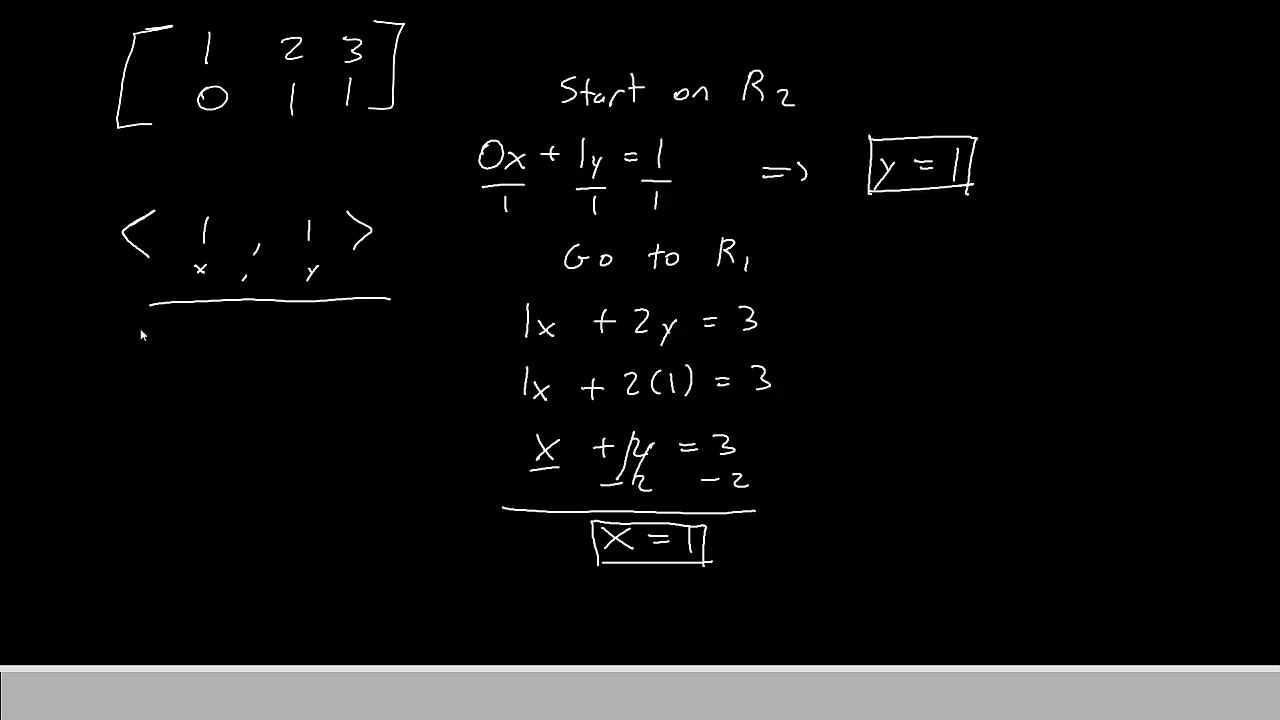 [ 1 2 3 ]
[ 0 1 1 ]
< 1 , 1 >
x , y
Start on R2
0x + 1y = 1 => y = 1
1 1 1
Go to R1
1x + 2y = 3
1x + 2(1) = 3
x + 2 = 3
- 2 - 2
x = 1